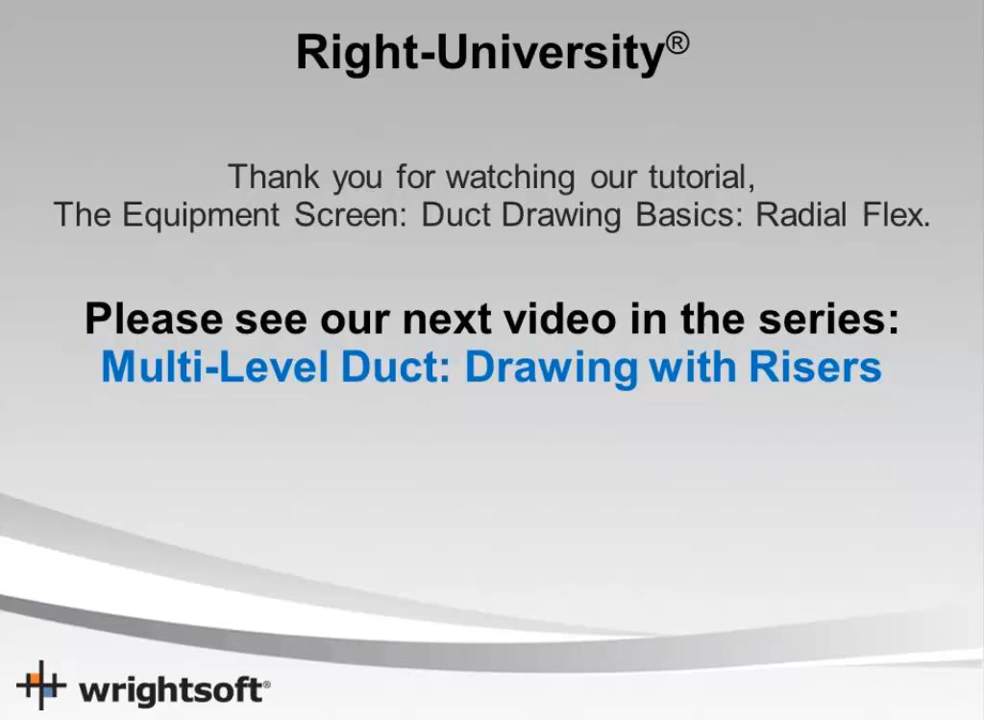 Right-University®
Thank you for watching our tutorial,
The Equipment Screen: Duct Drawing Basics: Radial Flex.
Please see our next video in the series:
Multi-Level Duct: Drawing with Risers
wrightsoft®